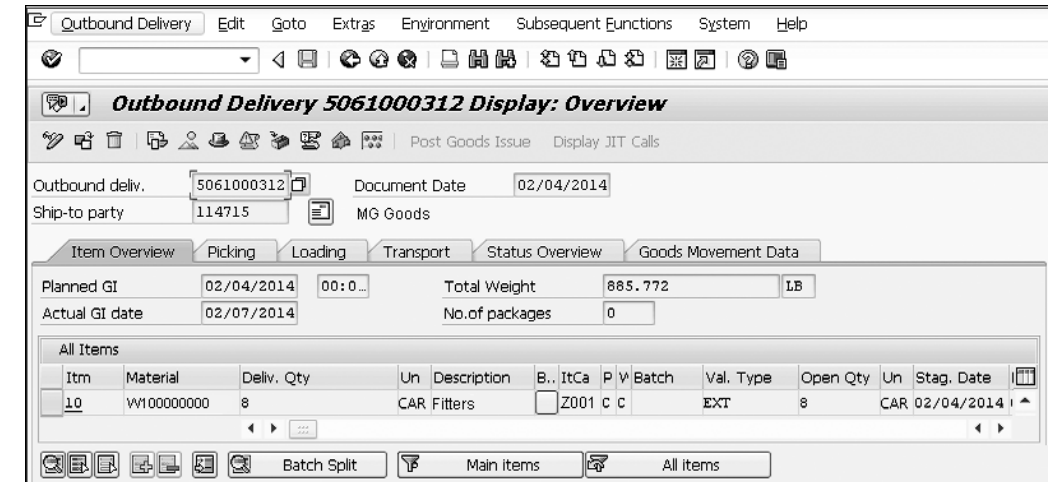 Outbound Delivery Edit Goto Extras Environment Subsequent Functions System Help
Outbound Delivery 5061000312 Display: Overview
Post Goods Issue Display JIT Calls
Outbound deliv. 5061000312 Document Date 02/04/2014
Ship-to party 114715 MG Goods
Item Overview Picking Loading Transport Status Overview Goods Movement Data
Planned GI 02/04/2014 00:0… Total Weight 885.772 LB
Actual GI date 02/07/2014 No.of packages 0
All Items
Itm Material Deliv. Qty Un Description B.. ItCa P W Batch Val. Type Open Qty Un Stag. Date
10 W100000000 8 CAR Fitters Z001 C C EXT 8 CAR 02/04/2014
Batch Split Main items All items